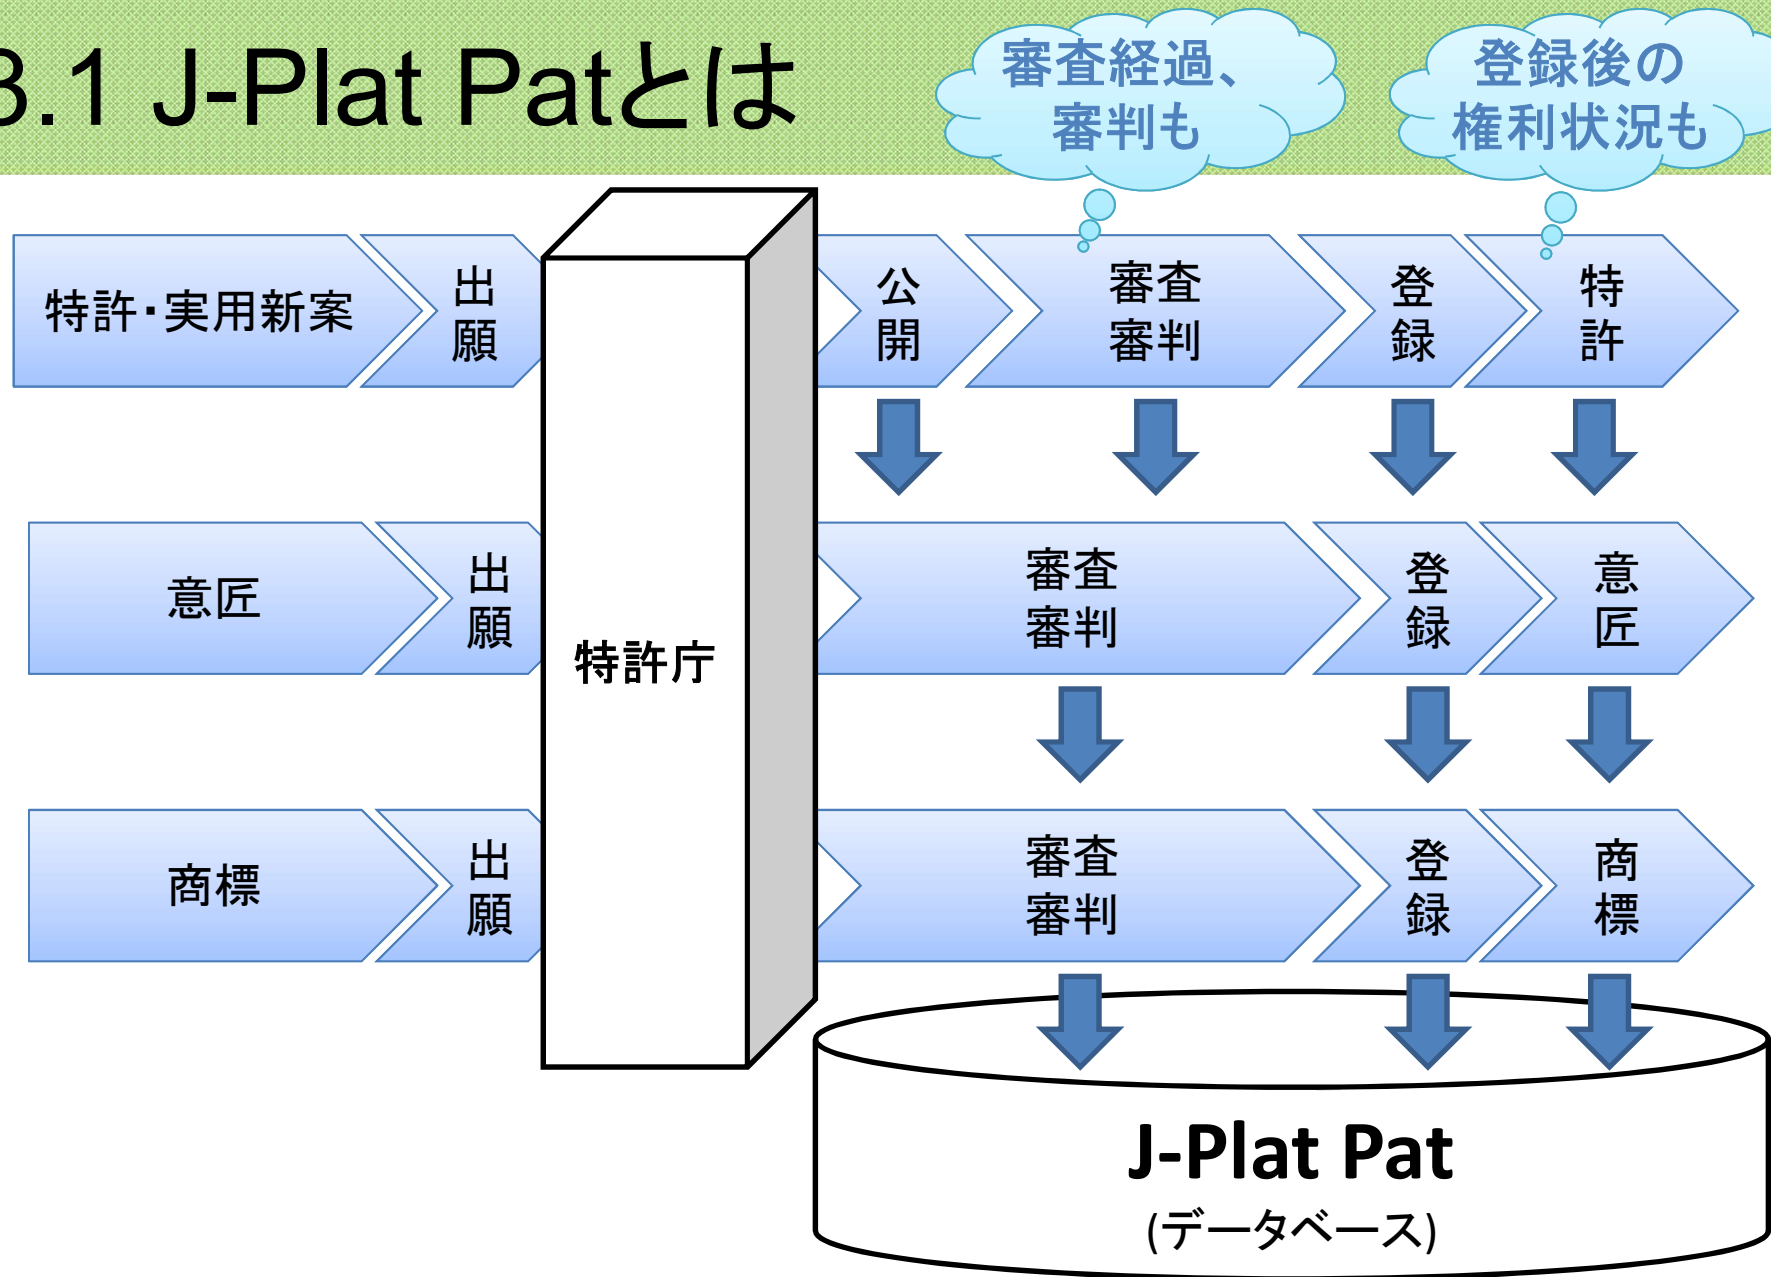 3.1 J-Plat Patとは
審査経過、
審判も
登録後の
権利状況も
特許・実用新案
出
願
公
開
審査
審判
登
録
特
許
意匠
出
願
審査
審判
登
録
意
匠
特許庁
商標
出
願
審査
審判
登
録
商
標
J-Plat Pat
(データベース)